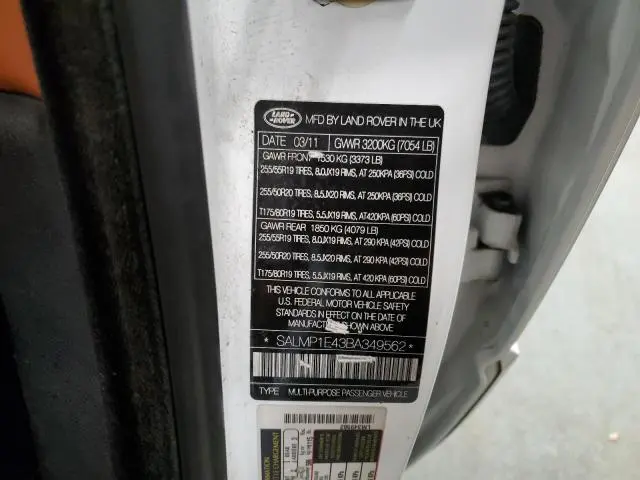 LAND
ROVER
MFD BY LAND ROVER IN THE UK
DATE 03/11 GVWR 3200KG (7054 LB)
GAWR FRONT 1530 KG (3373 LB)
255/55R19 TIRES, 8.0JX19 RIMS, AT 250KPA (36PSI) COLD
255/50R20 TIRES, 8.5JX20 RIMS, AT 250KPA (36PSI) COLD
T175/80R19 TIRES, 5.5JX19 RIMS, AT 420KPA (60PSI) COLD
GAWR REAR 1850 KG (4079 LB)
255/55R19 TIRES, 8.0JX19 RIMS, AT 290 KPA (42PSI) COLD
255/50R20 TIRES, 8.5JX20 RIMS, AT 290 KPA (42PSI) COLD
T175/80R19 TIRES, 5.5JX19 RIMS, AT 420 KPA (60PSI) COLD
THIS VEHICLE CONFORMS TO ALL APPLICABLE
U.S. FEDERAL MOTOR VEHICLE SAFETY
STANDARDS IN EFFECT ON THE DATE OF
MANUFACTURE SHOWN ABOVE
* SALMP1E43BA349562 *
TYPE MULTI-PURPOSE PASSENGER VEHICLE